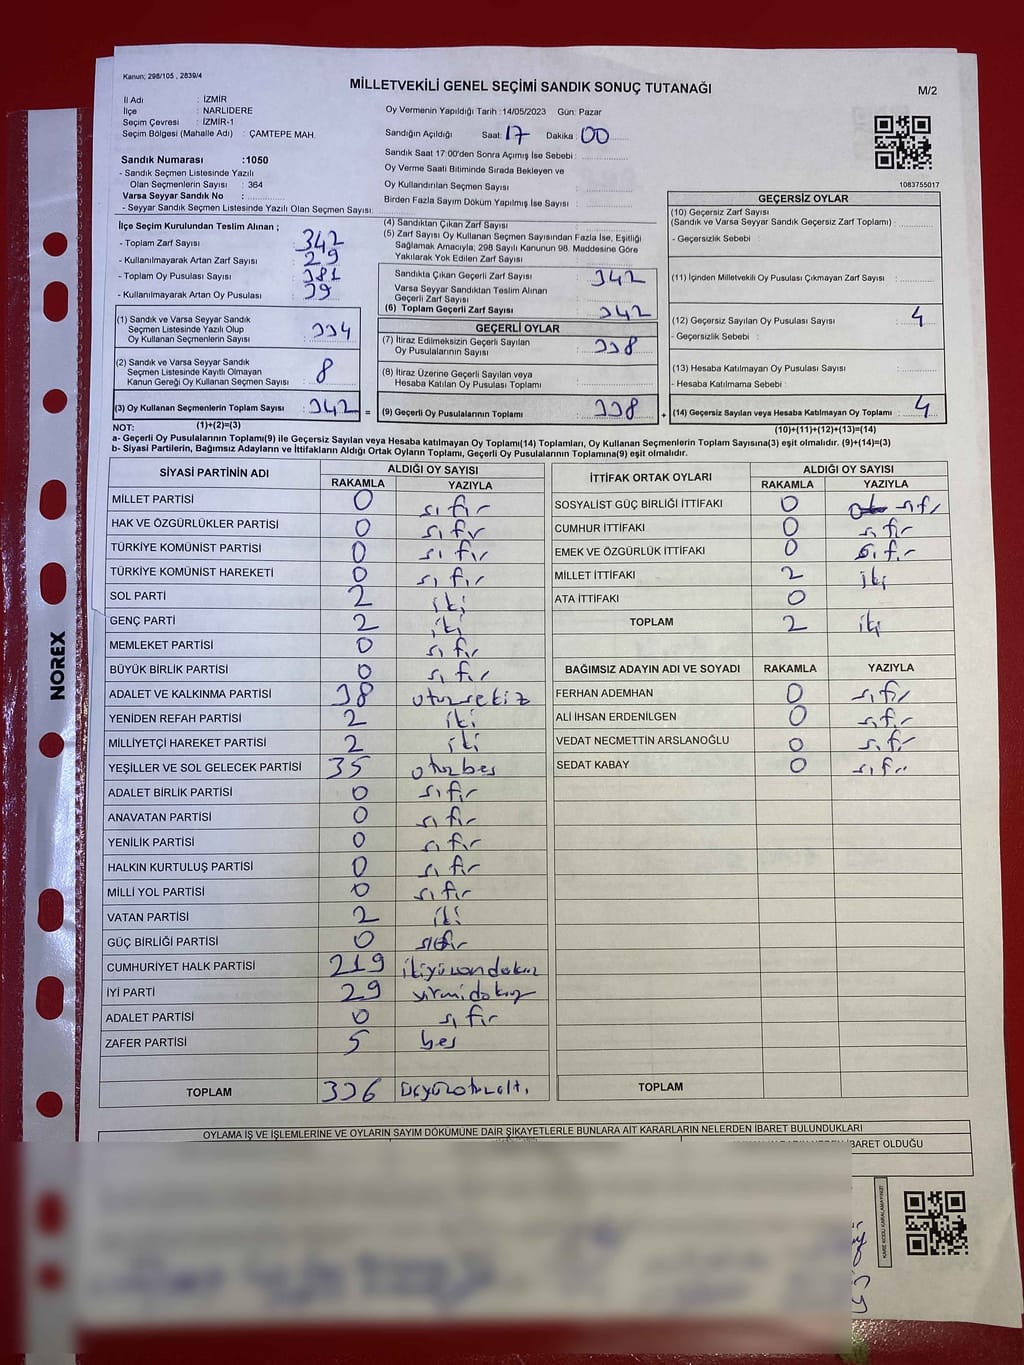 Kanun; 298/105 , 2839/4
MİLLETVEKİLİ GENEL SEÇİMİ SANDIK SONUÇ TUTANAĞI
M/2
İl Adı : İZMİR
İlçe : NARLIDERE
Seçim Çevresi : İZMİR-1
Seçim Bölgesi (Mahalle Adı) : ÇAMTEPE MAH.
Oy Vermenin Yapıldığı Tarih :14/05/2023 Gün: Pazar
Sandığın Açıldığı Saat: 17 Dakika 00
Sandık Saat 17:00'den Sonra Açımış İse Sebebi :
Oy Verme Saati Bitiminde Sırada Bekleyen ve
Oy Kullandırılan Seçmen Sayısı :
Birden Fazla Sayım Döküm Yapılmış İse Sayısı :
1083755017
Sandık Numarası :1050
- Sandık Seçmen Listesinde Yazılı
Olan Seçmenlerin Sayısı : 364
Varsa Seyyar Sandık No :
- Seyyar Sandık Seçmen Listesinde Yazılı Olan Seçmen Sayısı:
İlçe Seçim Kurulundan Teslim Alınan ;
- Toplam Zarf Sayısı : 342
- Kullanılmayarak Artan Zarf Sayısı : 29
- Toplam Oy Pusulası Sayısı : 381
- Kullanılmayarak Artan Oy Pusulası : 39
(1) Sandık ve Varsa Seyyar Sandık
Seçmen Listesinde Yazılı Olup
Oy Kullanan Seçmenlerin Sayısı : 334
(2) Sandık ve Varsa Seyyar Sandık
Seçmen Listesinde Kayıtlı Olmayan
Kanun Gereği Oy Kullanan Seçmen Sayısı : 8
(3) Oy Kullanan Seçmenlerin Toplam Sayısı : 342 =
(4) Sandıktan Çıkan Zarf Sayısı :
(5) Zarf Sayısı Oy Kullanan Seçmen Sayısından Fazla İse, Eşitliği
Sağlamak Amacıyla; 298 Sayılı Kanunun 98. Maddesine Göre
Yakılarak Yok Edilen Zarf Sayısı :
Sandıkta Çıkan Geçerli Zarf Sayısı : 342
Varsa Seyyar Sandıktan Teslim Alınan
Geçerli Zarf Sayısı :
(6) Toplam Geçerli Zarf Sayısı : 342
GEÇERLİ OYLAR
(7) İtiraz Edilmeksizin Geçerli Sayılan
Oy Pusulalarının Sayısı : 338
(8) İtiraz Üzerine Geçerli Sayılan veya
Hesaba Katılan Oy Pusulası Toplamı :
(9) Geçerli Oy Pusulalarının Toplamı : 338 +
GEÇERSİZ OYLAR
(10) Geçersiz Zarf Sayısı
(Sandık ve Varsa Seyyar Sandık Geçersiz Zarf Toplamı) :
- Geçersizlik Sebebi :
(11) İçinden Milletvekili Oy Pusulası Çıkmayan Zarf Sayısı :
(12) Geçersiz Sayılan Oy Pusulası Sayısı : 4
- Geçersizlik Sebebi :
(13) Hesaba Katılmayan Oy Pusulası Sayısı :
- Hesaba Katılmama Sebebi :
(14) Geçersiz Sayılan veya Hesaba Katılmayan Oy Toplamı : 4
NOT: (1)+(2)=(3)
(10)+(11)+(12)+(13)=(14)
a- Geçerli Oy Pusulalarının Toplamı(9) ile Geçersiz Sayılan veya Hesaba katılmayan Oy Toplamı(14) Toplamları, Oy Kullanan Seçmenlerin Toplam Sayısına(3) eşit olmalıdır. (9)+(14)=(3)
b- Siyasi Partilerin, Bağımsız Adayların ve İttifakların Aldığı Ortak Oyların Toplamı, Geçerli Oy Pusulalarının Toplamına(9) eşit olmalıdır.
SİYASİ PARTİNİN ADI ALDIĞI OY SAYISI
RAKAMLA YAZIYLA
MİLLET PARTİSİ 0 sıfır
HAK VE ÖZGÜRLÜKLER PARTİSİ 0 sıfır
TÜRKİYE KOMÜNİST PARTİSİ 0 sıfır
TÜRKİYE KOMÜNİST HAREKETİ 0 sıfır
SOL PARTİ 2 iki
GENÇ PARTİ 2 iki
MEMLEKET PARTİSİ 0 sıfır
BÜYÜK BİRLİK PARTİSİ 0 sıfır
ADALET VE KALKINMA PARTİSİ 38 otuzsekiz
YENİDEN REFAH PARTİSİ 2 iki
MİLLİYETÇİ HAREKET PARTİSİ 2 iki
YEŞİLLER VE SOL GELECEK PARTİSİ 35 otuzbeş
ADALET BİRLİK PARTİSİ 0 sıfır
ANAVATAN PARTİSİ 0 sıfır
YENİLİK PARTİSİ 0 sıfır
HALKIN KURTULUŞ PARTİSİ 0 sıfır
MİLLİ YOL PARTİSİ 0 sıfır
VATAN PARTİSİ 2 iki
GÜÇ BİRLİĞİ PARTİSİ 0 sıfır
CUMHURİYET HALK PARTİSİ 219 ikiyüzondokuz
İYİ PARTİ 29 yirmidokuz
ADALET PARTİSİ 0 sıfır
ZAFER PARTİSİ 5 beş
TOPLAM 336 üçyüzotuzaltı
İTTİFAK ORTAK OYLARI ALDIĞI OY SAYISI
RAKAMLA YAZIYLA
SOSYALİST GÜÇ BİRLİĞİ İTTİFAKI 0 sıfır
CUMHUR İTTİFAKI 0 sıfır
EMEK VE ÖZGÜRLÜK İTTİFAKI 0 sıfır
MİLLET İTTİFAKI 2 iki
ATA İTTİFAKI 0
TOPLAM 2 iki
BAĞIMSIZ ADAYIN ADI VE SOYADI RAKAMLA YAZIYLA
FERHAN ADEMHAN 0 sıfır
ALİ İHSAN ERDENİLGEN 0 sıfır
VEDAT NECMETTİN ARSLANOĞLU 0 sıfır
SEDAT KABAY 0 sıfır
TOPLAM
OYLAMA İŞ VE İŞLEMLERİNE VE OYLARIN SAYIM DÖKÜMÜNE DAİR ŞİKAYETLERLE BUNLARA AİT KARARLARIN NELERDEN İBARET BULUNDUKLARI
İBARET OLDUĞU
KARE KODU KARALAMAYINIZ!
NOREX